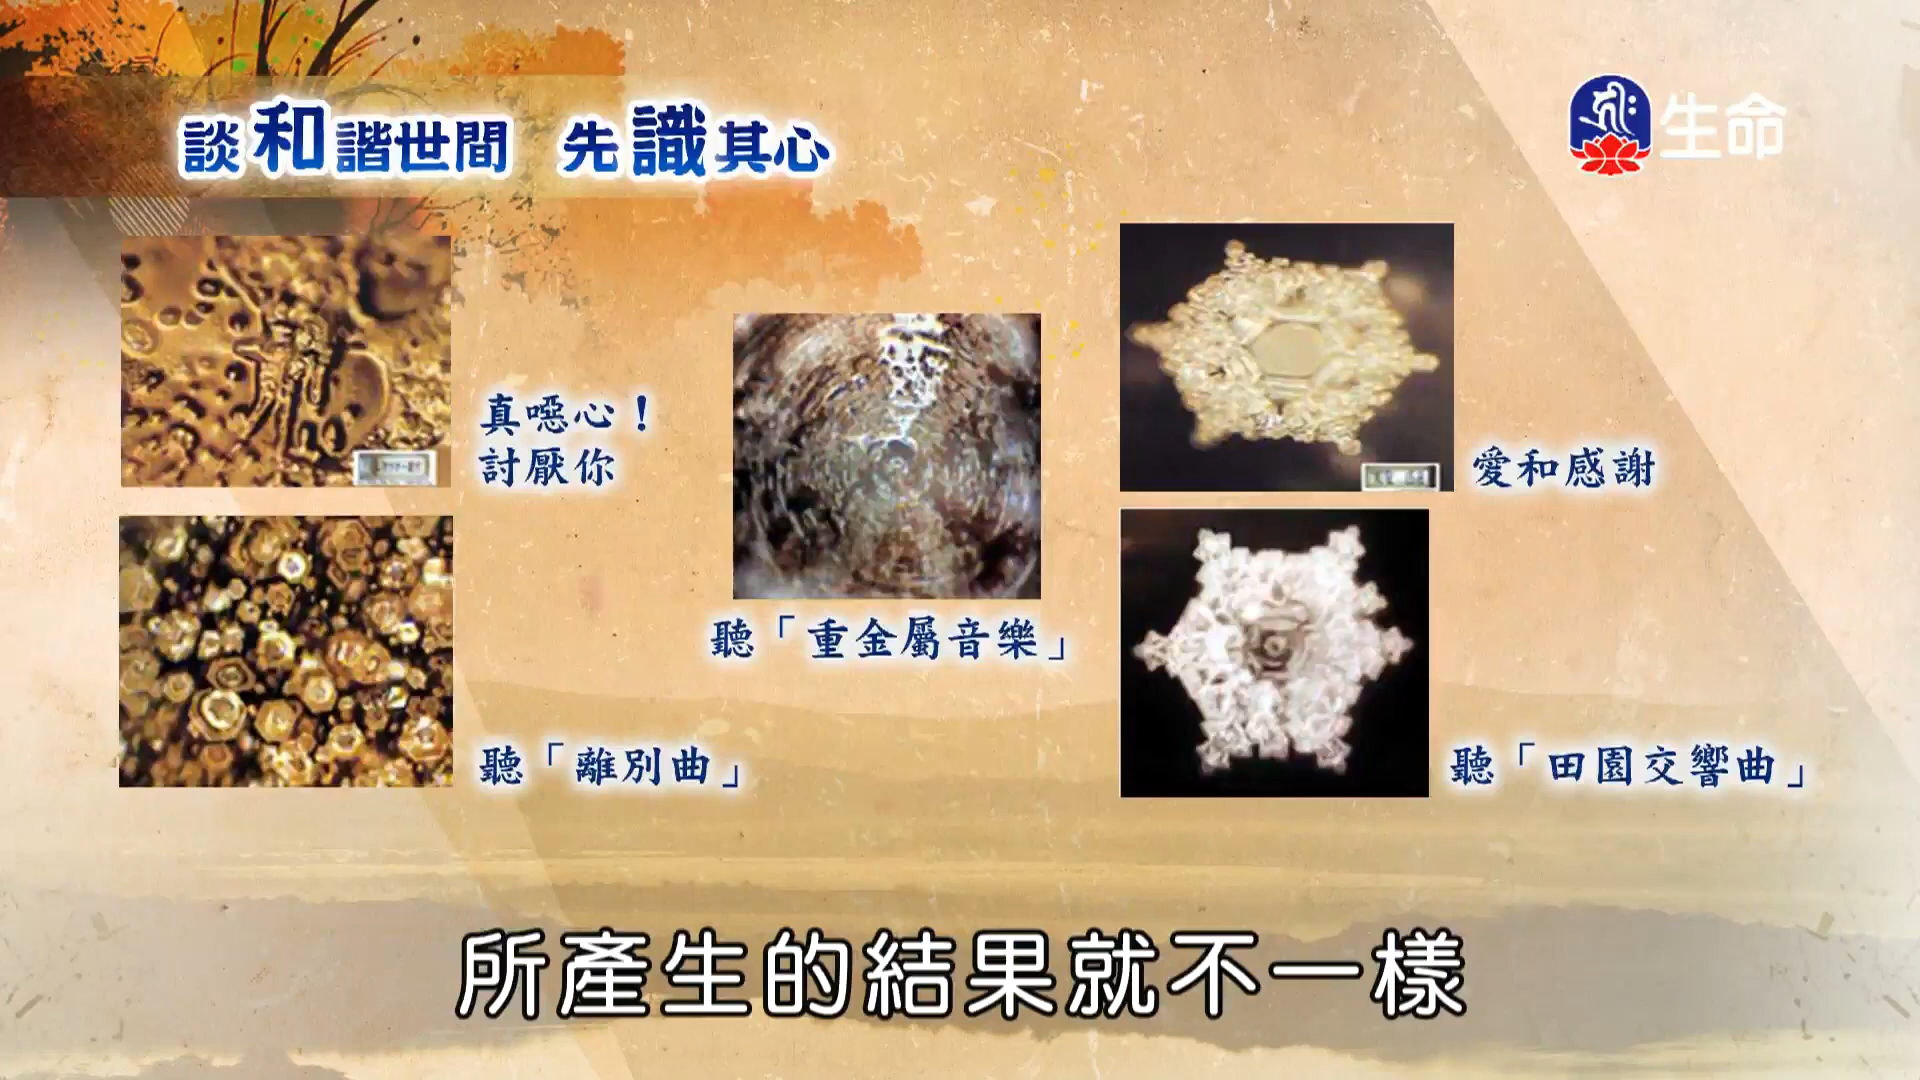 談和諧世間 先識其心
生命
真噁心！
討厭你
聽「重金屬音樂」
愛和感謝
聽「離別曲」
聽「田園交響曲」
所產生的結果就不一樣